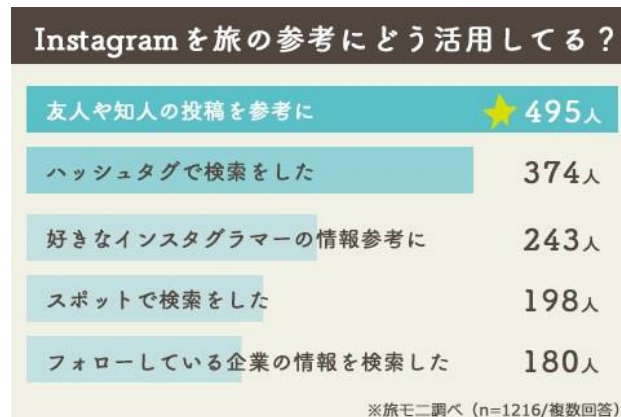 Instagramを旅の参考にどう活用してる？
友人や知人の投稿を参考に 495人
ハッシュタグで検索をした 374人
好きなインスタグラマーの情報参考に 243人
スポットで検索をした 198人
フォローしている企業の情報を検索した 180人
※旅モニ調べ（n=1216/複数回答）